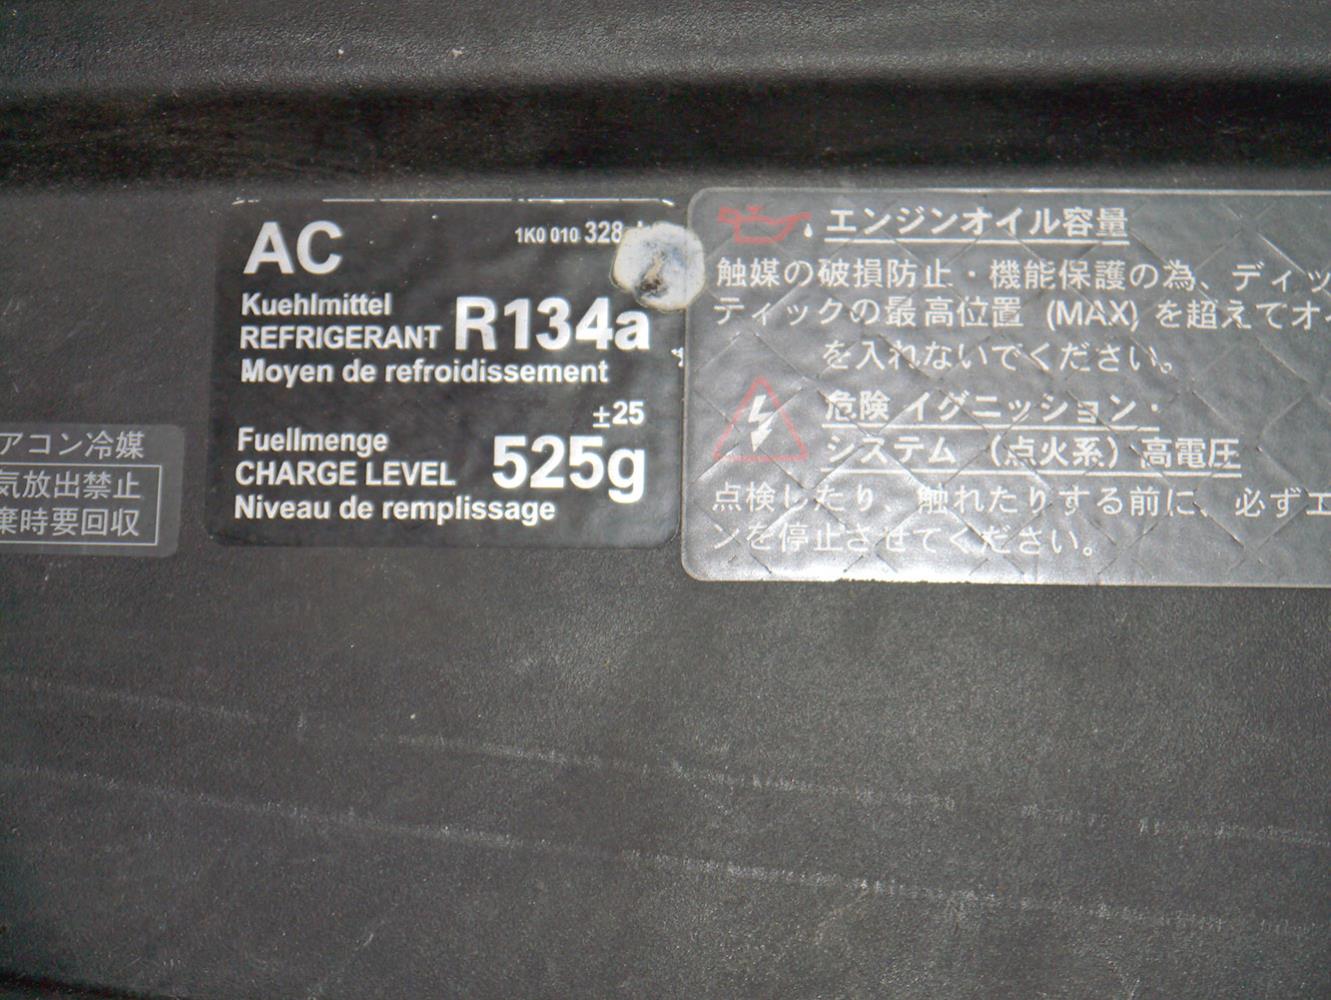 AC
1K0 010 328
Kuehlmittel
REFRIGERANT R134a
Moyen de refroidissement
±25
Fuellmenge
CHARGE LEVEL 525g
Niveau de remplissage
アコン冷媒
気放出禁止
棄時要回収
エンジンオイル容量
触媒の破損防止・機能保護の為、ディッ
ティックの最高位置 (MAX) を超えてオイ
を入れないでください。
危険 イグニッション・
システム (点火系) 高電圧
点検したり、触れたりする前に、必ずエ
ンを停止させてください。